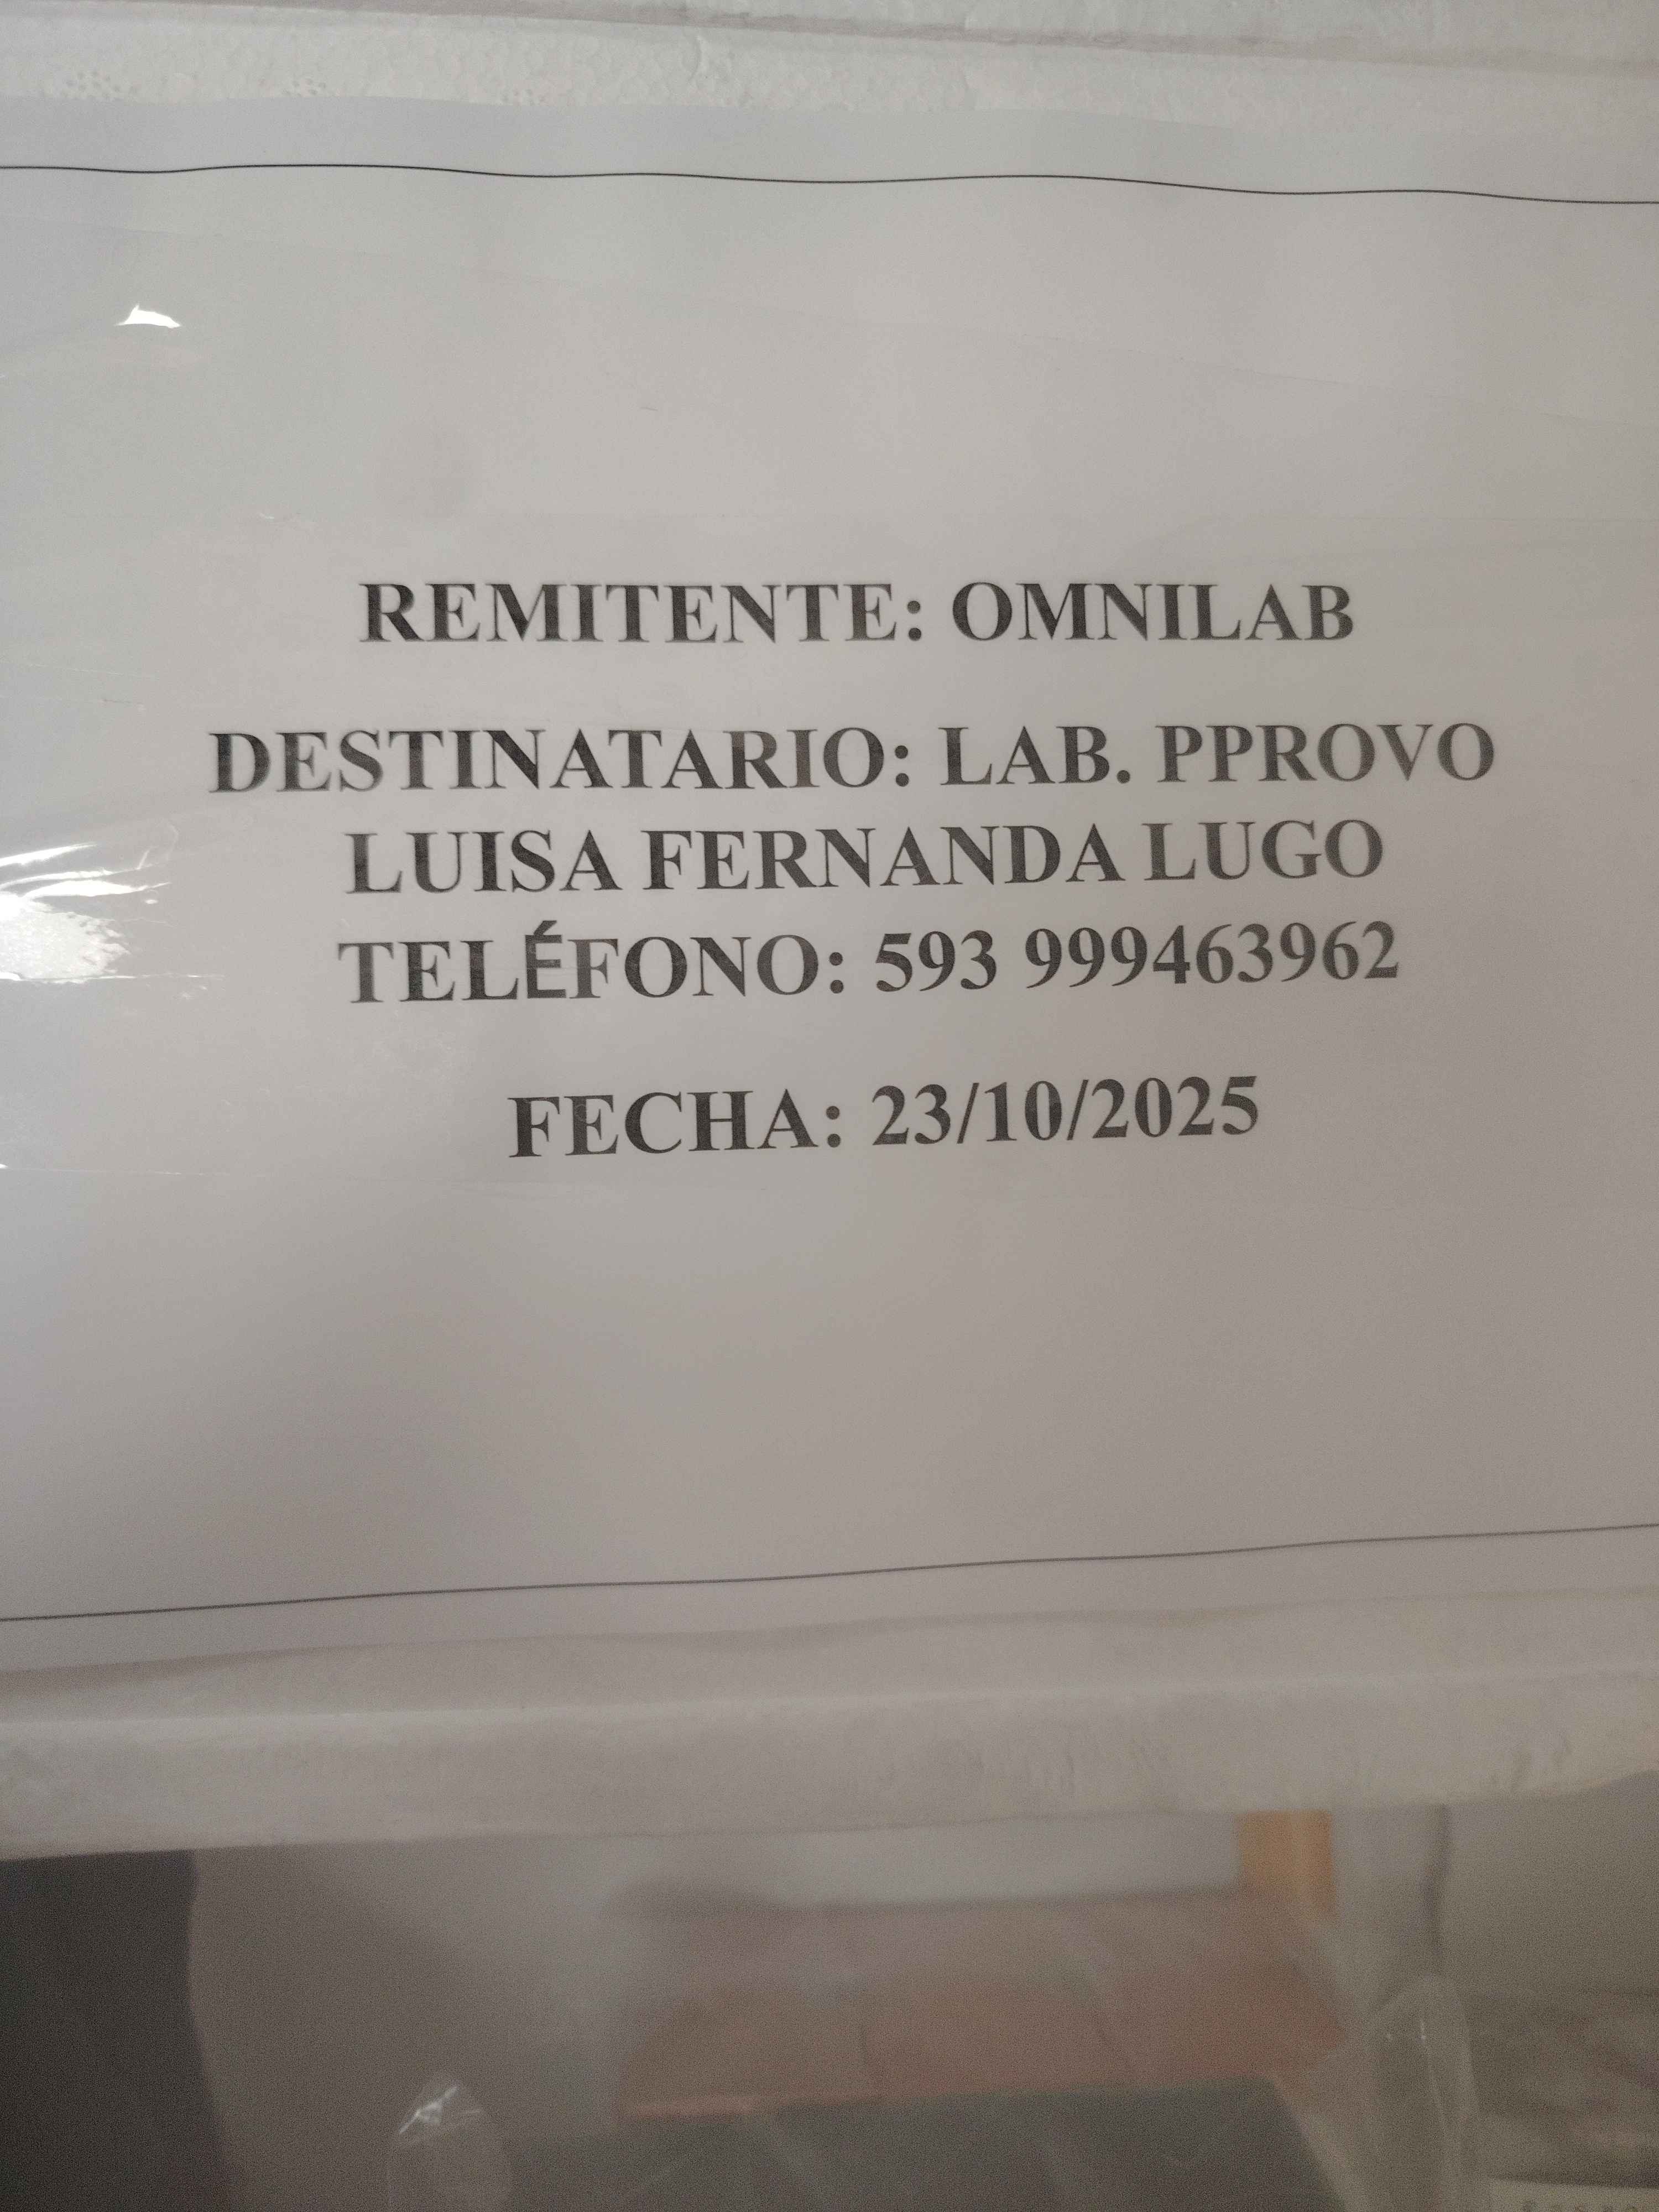 REMITENTE: OMNILAB
DESTINATARIO: LAB. PPROVO
LUISA FERNANDA LUGO
TELÉFONO: 593 999463962
FECHA: 23/10/2025